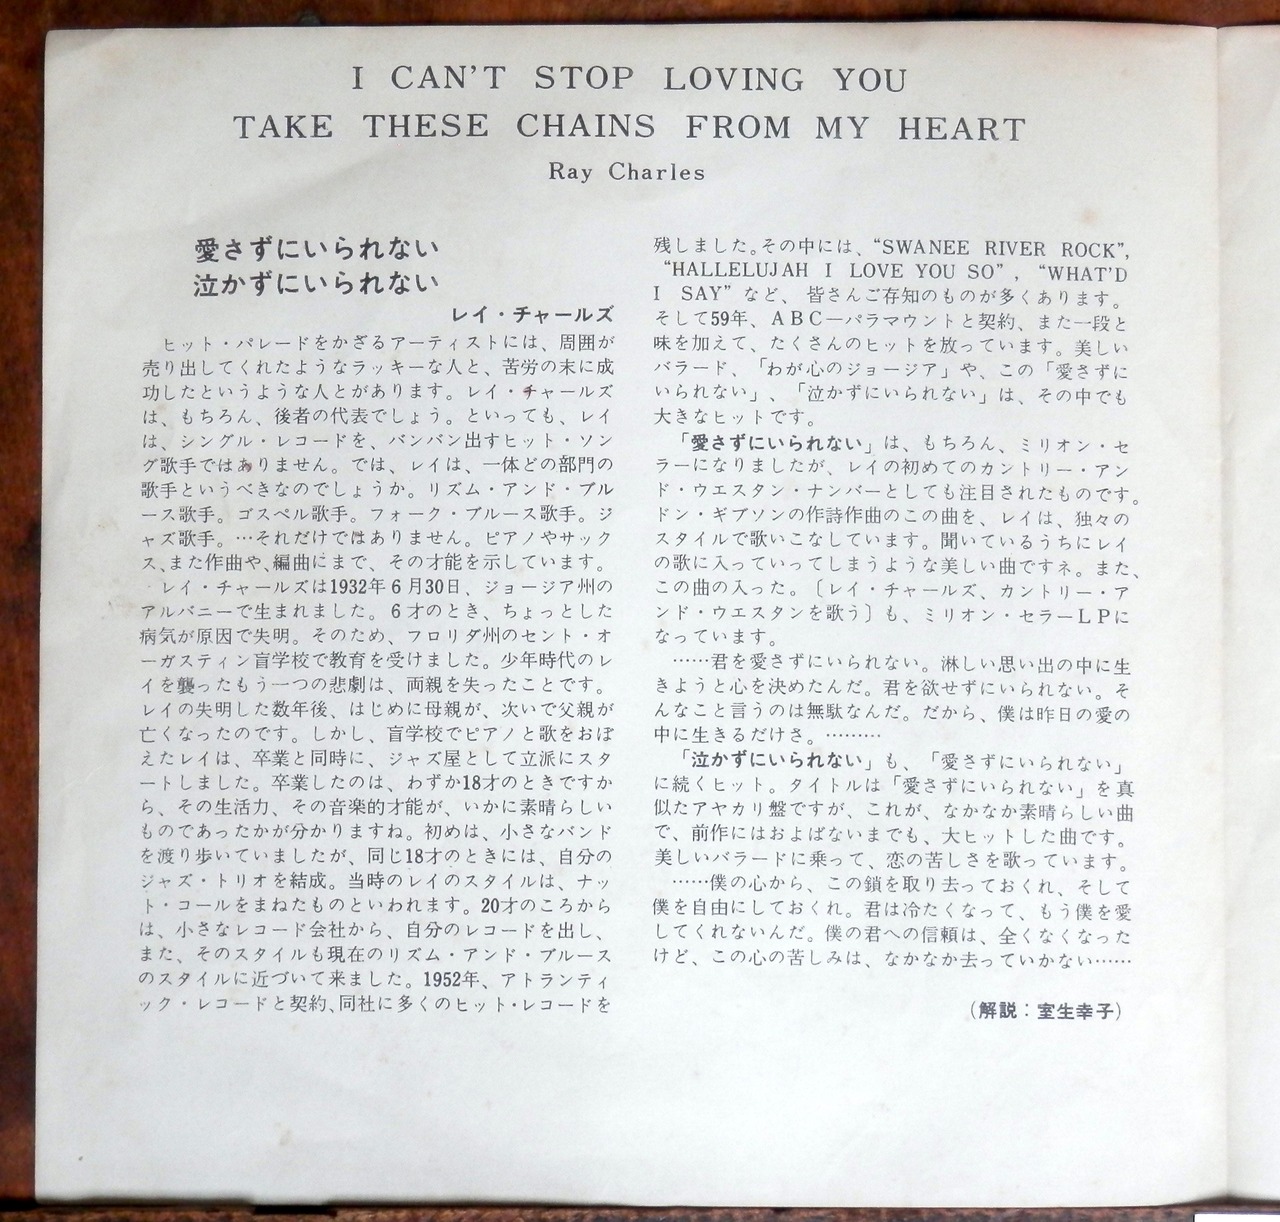 I CAN'T STOP LOVING YOU
TAKE THESE CHAINS FROM MY HEART
Ray Charles
愛さずにいられない
泣かずにいられない
レイ・チャールズ
ヒット・パレードをかざるアーティストには、周囲が
売り出してくれたようなラッキーな人と、苦労の末に成
功したというような人とがあります。レイ・チャールズ
は、もちろん、後者の代表でしょう。といっても、レイ
は、シングル・レコードを、バンバン出すヒット・ソン
グ歌手ではありません。では、レイは、一体どの部門の
歌手というべきなのでしょうか。リズム・アンド・ブル
ース歌手。ゴスペル歌手。フォーク・ブルース歌手。ジ
ャズ歌手。…それだけではありません。ピアノやサック
ス、また作曲や、編曲にまで、その才能を示しています。
レイ・チャールズは1932年6月30日、ジョージア州の
アルバニーで生まれました。6才のとき、ちょっとした
病気が原因で失明。そのため、フロリダ州のセント・オ
ーガスティン盲学校で教育を受けました。少年時代のレ
イを襲ったもう一つの悲劇は、両親を失ったことです。
レイの失明した数年後、はじめに母親が、次いで父親が
亡くなったのです。しかし、盲学校でピアノと歌をおぼ
えたレイは、卒業と同時に、ジャズ屋として立派にスタ
ートしました。卒業したのは、わずか18才のときですか
ら、その生活力、その音楽的才能が、いかに素晴らしい
ものであったかが分かりますね。初めは、小さなバンド
を渡り歩いていましたが、同じ18才のときには、自分の
ジャズ・トリオを結成。当時のレイのスタイルは、ナッ
ト・コールをまねたものといわれます。20才のころから
は、小さなレコード会社から、自分のレコードを出し、
また、そのスタイルも現在のリズム・アンド・ブルース
のスタイルに近づいて来ました。1952年、アトランティ
ック・レコードと契約、同社に多くのヒット・レコードを
残しました。その中には、“SWANEE RIVER ROCK”,
“HALLELUJAH I LOVE YOU SO”, “WHAT'D
I SAY” など、皆さんご存知のものが多くあります。
そして59年、ABC―パラマウントと契約、また一段と
味を加えて、たくさんのヒットを放っています。美しい
バラード、「わが心のジョージア」や、この「愛さずに
いられない」、「泣かずにいられない」は、その中でも
大きなヒットです。
「愛さずにいられない」は、もちろん、ミリオン・セ
ラーになりましたが、レイの初めてのカントリー・アン
ド・ウエスタン・ナンバーとしても注目されたものです。
ドン・ギブソンの作詩作曲のこの曲を、レイは、独々の
スタイルで歌いこなしています。聞いているうちにレイ
の歌に入っていってしまうような美しい曲ですネ。また、
この曲の入った。〔レイ・チャールズ、カントリー・ア
ンド・ウエスタンを歌う〕も、ミリオン・セラーLPに
なっています。
……君を愛さずにいられない。淋しい思い出の中に生
きようと心を決めたんだ。君を欲せずにいられない。そ
んなこと言うのは無駄なんだ。だから、僕は昨日の愛の
中に生きるだけさ。………
「泣かずにいられない」も、「愛さずにいられない」
に続くヒット。タイトルは「愛さずにいられない」を真
似たアヤカリ盤ですが、これが、なかなか素晴らしい曲
で、前作にはおよばないまでも、大ヒットした曲です。
美しいバラードに乗って、恋の苦しさを歌っています。
……僕の心から、この鎖を取り去っておくれ、そして
僕を自由にしておくれ。君は冷たくなって、もう僕を愛
してくれないんだ。僕の君への信頼は、全くなくなった
けど、この心の苦しみは、なかなか去っていかない……
(解説：室生幸子)